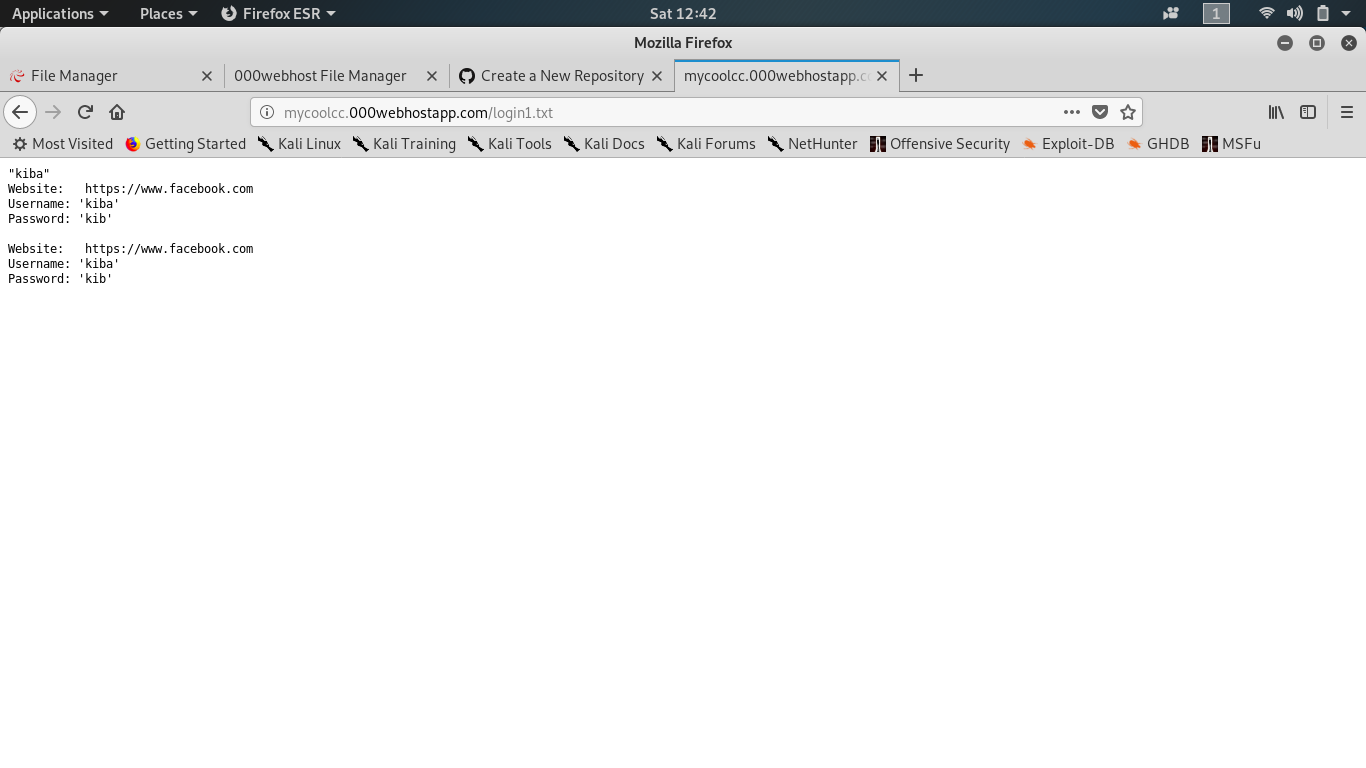 Applications Places Firefox ESR Sat 12:42 1
Mozilla Firefox
File Manager 000webhost File Manager Create a New Repository mycoolcc.000webhostapp.c
mycoolcc.000webhostapp.com/login1.txt
Most Visited Getting Started Kali Linux Kali Training Kali Tools Kali Docs Kali Forums NetHunter Offensive Security Exploit-DB GHDB MSFu
"kiba"
Website:   https://www.facebook.com
Username: 'kiba'
Password: 'kib'
Website:   https://www.facebook.com
Username: 'kiba'
Password: 'kib'